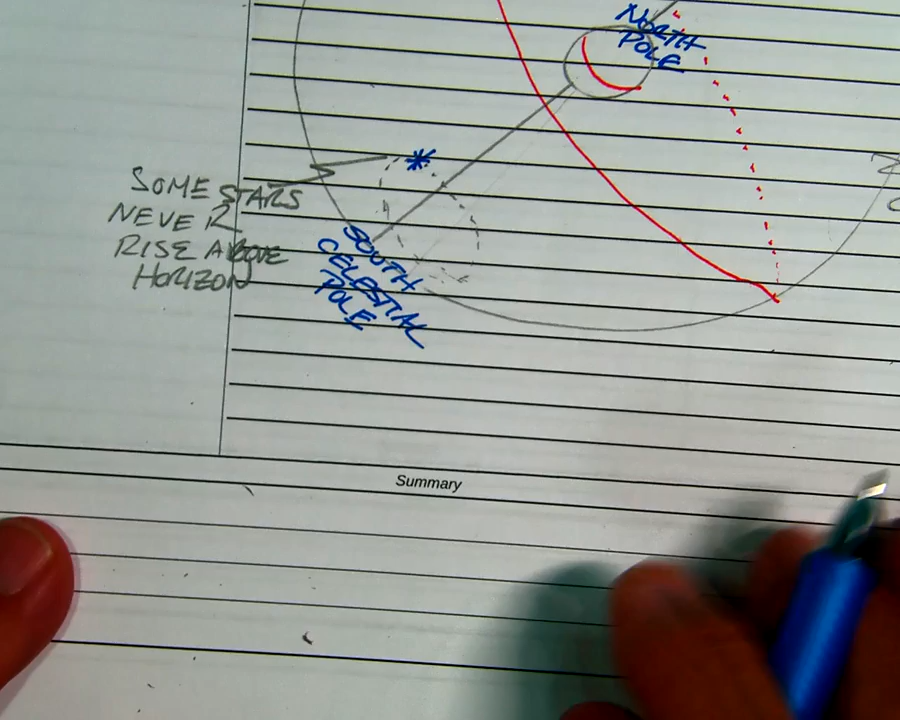 NORTH
POLE
SOME STARS
NEVER
RISE ABOVE
HORIZON
SOUTH
CELESTIAL
POLE
Summary